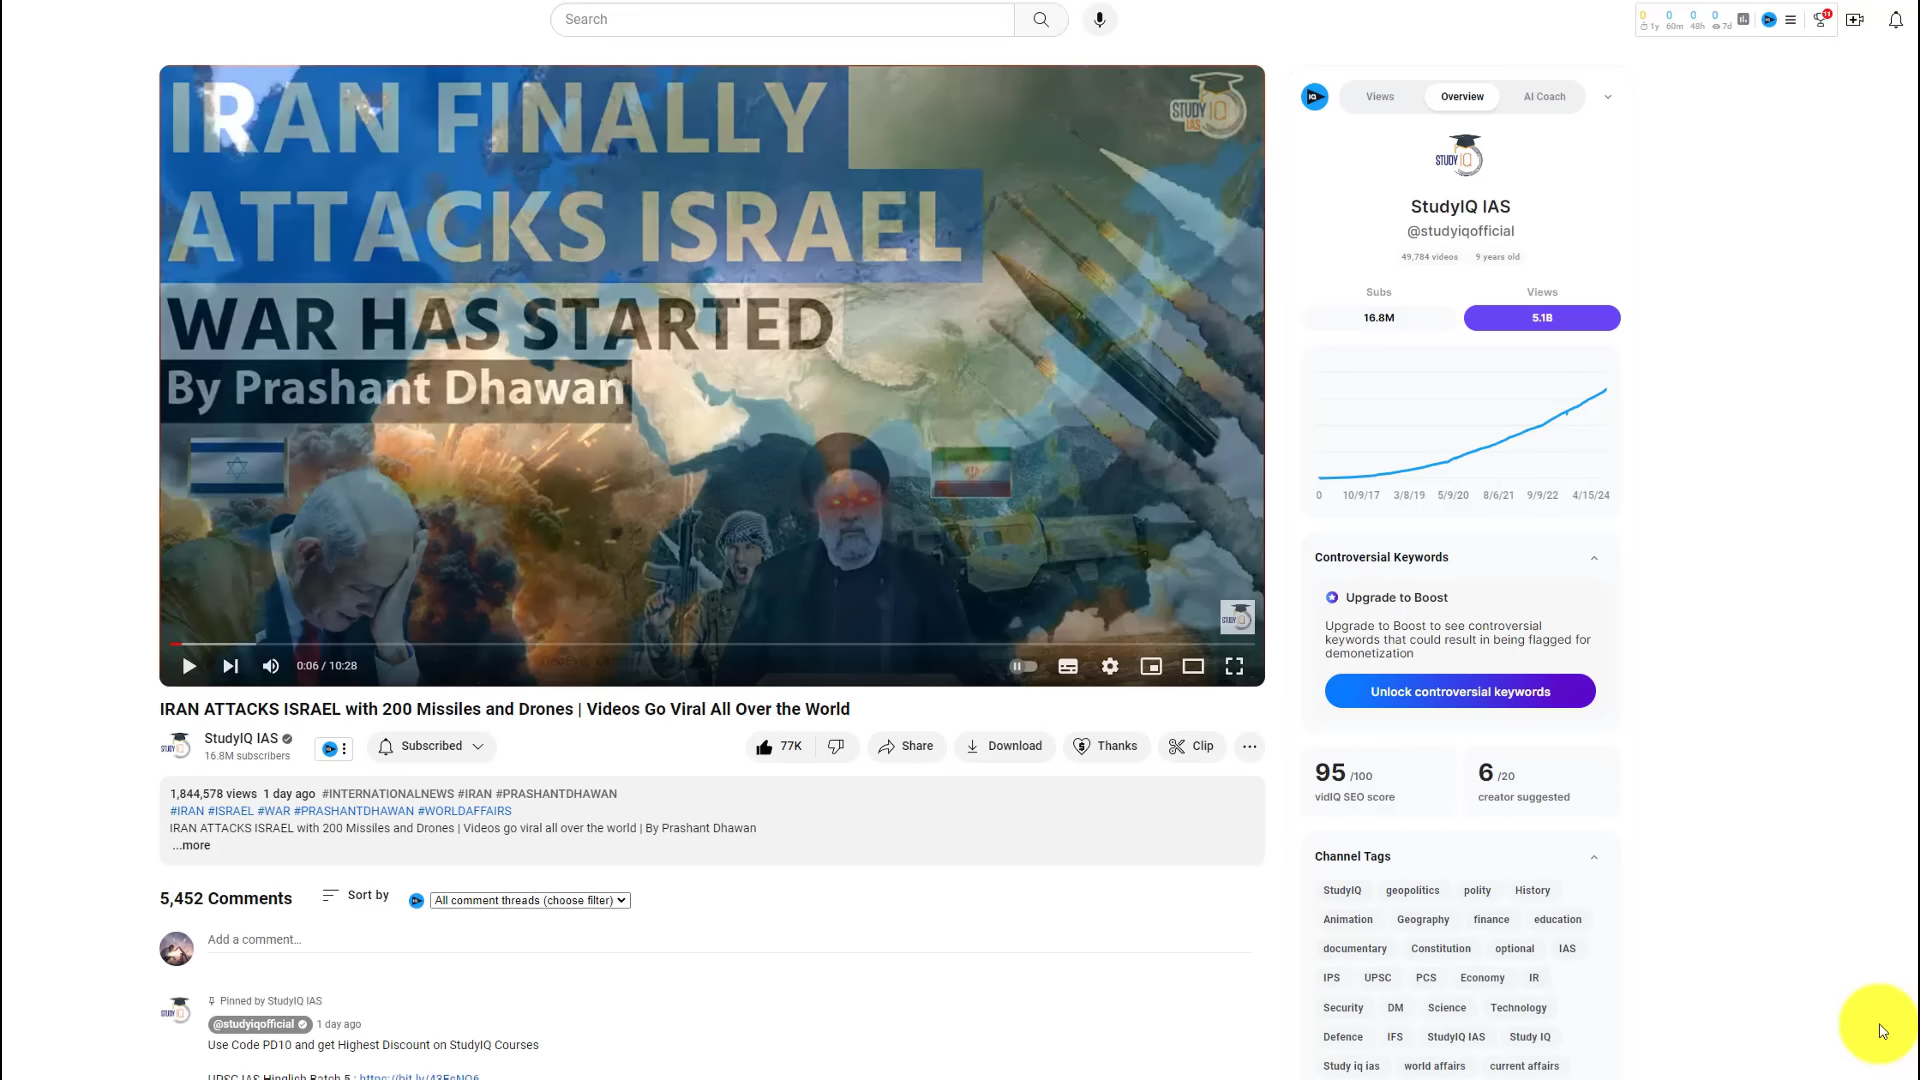 Search
0
1y
0
60m
0
48h
0
7d
11
IRAN FINALLY
ATTACKS ISRAEL
WAR HAS STARTED
By Prashant Dhawan
STUDY IQ
IAS
0:06 / 10:28
IRAN ATTACKS ISRAEL with 200 Missiles and Drones | Videos Go Viral All Over the World
StudyIQ IAS
16.8M subscribers
Subscribed
77K
Share
Download
Thanks
Clip
1,844,578 views 1 day ago #INTERNATIONALNEWS #IRAN #PRASHANTDHAWAN
#IRAN #ISRAEL #WAR #PRASHANTDHAWAN #WORLDAFFAIRS
IRAN ATTACKS ISRAEL with 200 Missiles and Drones | Videos go viral all over the world | By Prashant Dhawan
...more
5,452 Comments
Sort by
All comment threads (choose filter)
Add a comment...
Pinned by StudyIQ IAS
@studyiqofficial 1 day ago
Use Code PD10 and get Highest Discount on StudyIQ Courses
UPSC IAS Hinglish Batch 5 :
Views
Overview
AI Coach
STUDY IQ
StudyIQ IAS
@studyiqofficial
49,784 videos
9 years old
Subs
Views
16.8M
5.1B
0 10/9/17 3/8/19 5/9/20 8/6/21 9/9/22 4/15/24
Controversial Keywords
Upgrade to Boost
Upgrade to Boost to see controversial
keywords that could result in being flagged for
demonetization
Unlock controversial keywords
95 /100
vidIQ SEO score
6 /20
creator suggested
Channel Tags
StudyIQ geopolitics polity History
Animation Geography finance education
documentary Constitution optional IAS
IPS UPSC PCS Economy IR
Security DM Science Technology
Defence IFS StudyIQ IAS Study IQ
Study iq ias world affairs current affairs